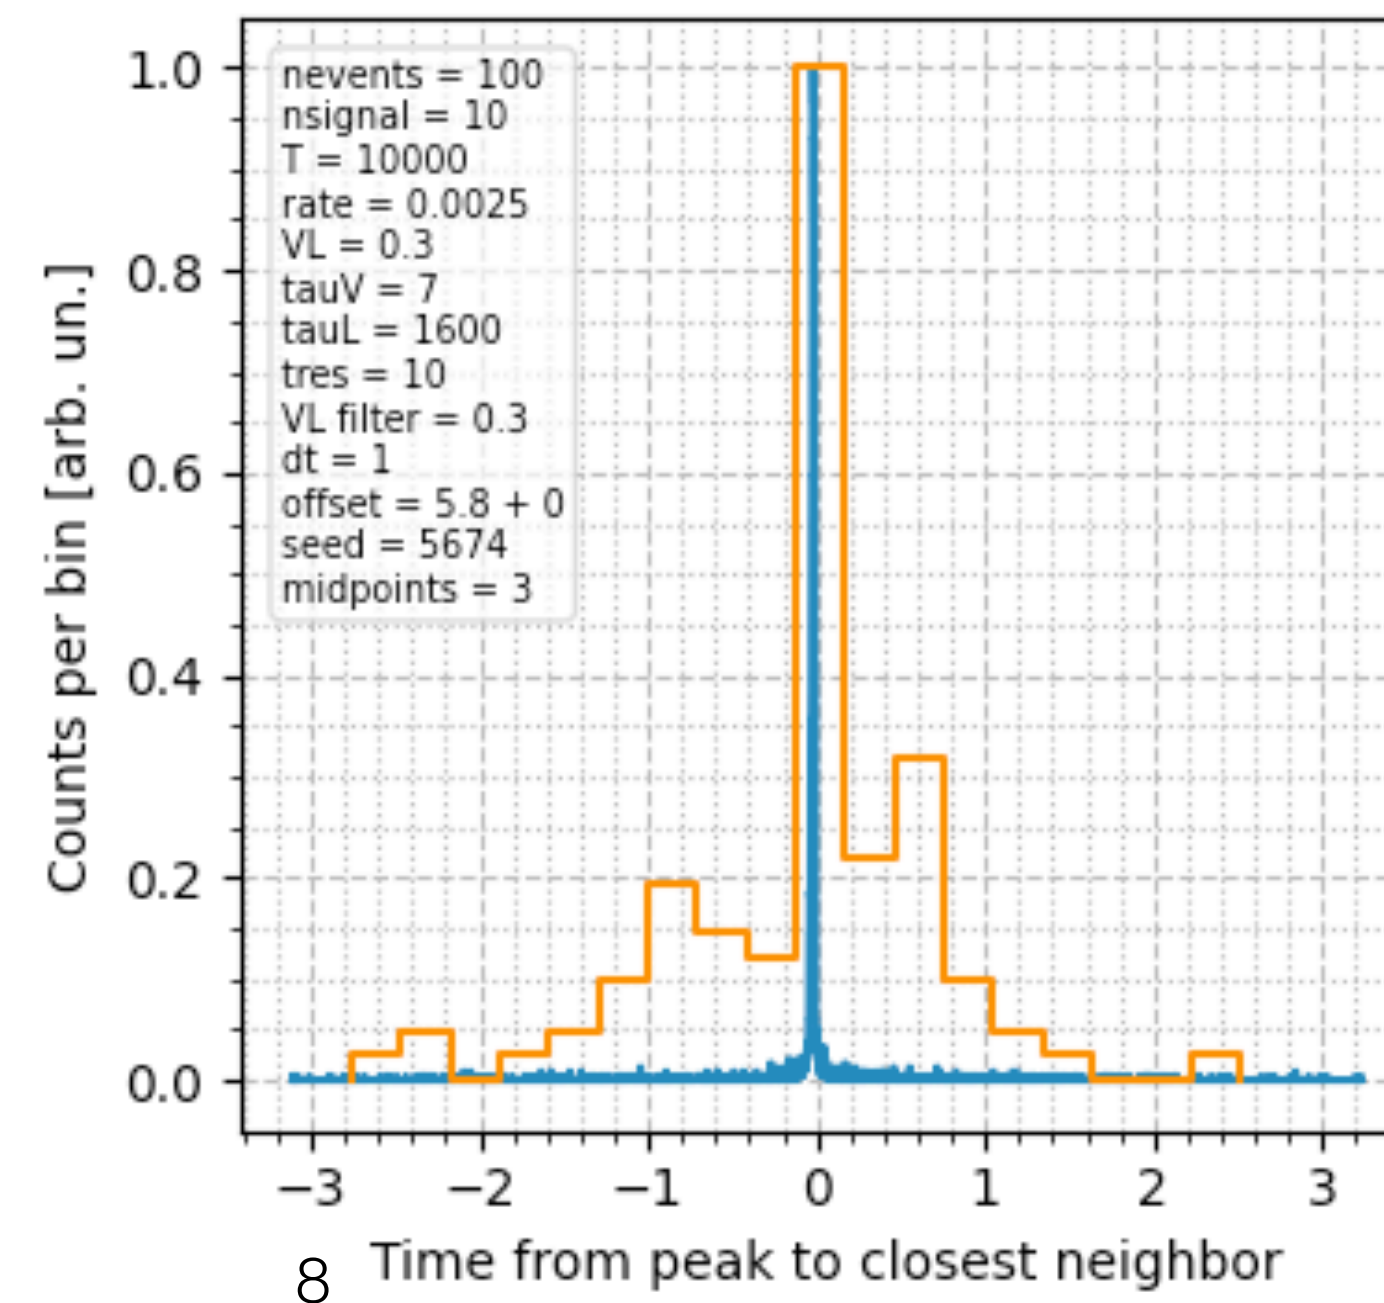 nevents = 100
nsignal = 10
T = 10000
rate = 0.0025
VL = 0.3
tauV = 7
tauL = 1600
tres = 10
VL filter = 0.3
dt = 1
offset = 5.8 + 0
seed = 5674
midpoints = 3
Counts per bin [arb. un.]
1.0
0.8
0.6
0.4
0.2
0.0
−3 −2 −1 0 1 2 3
Time from peak to closest neighbor
8